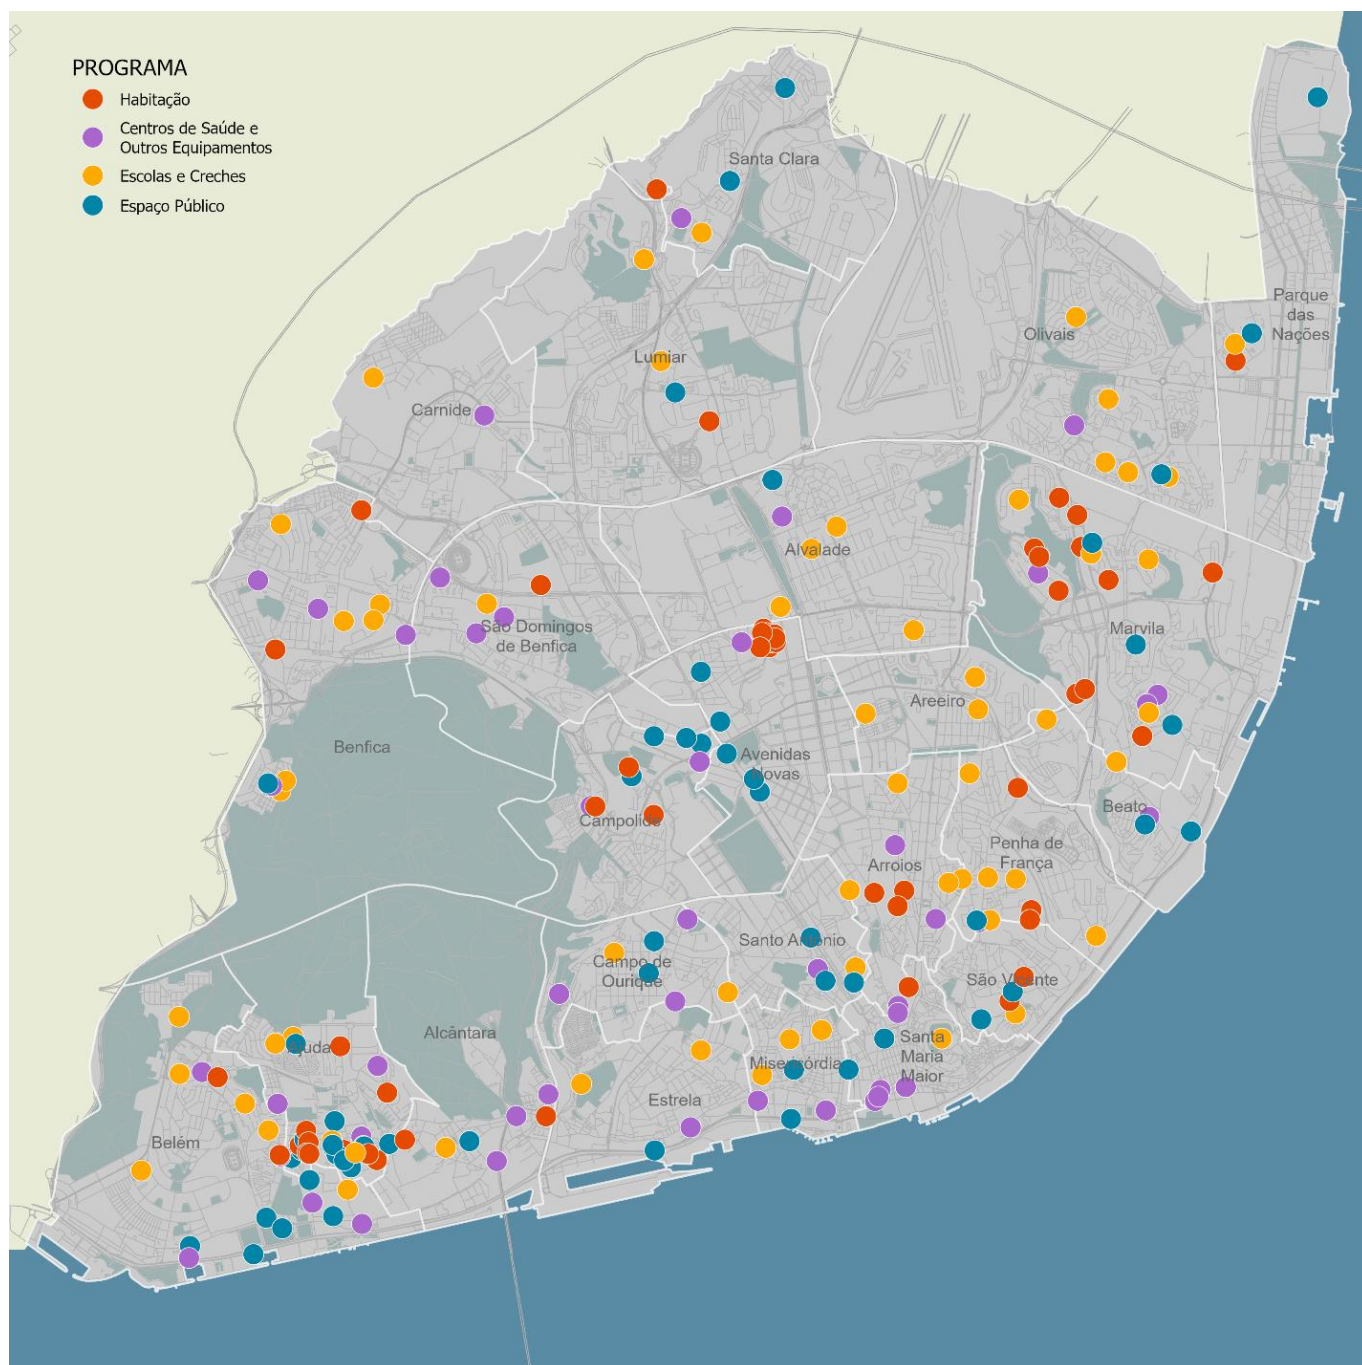 PROGRAMA
Habitação
Centros de Saúde e
Outros Equipamentos
Escolas e Creches
Espaço Público
Santa Clara
Parque
das
Nações
Olivais
Lumiar
Carnide
Alvalade
São Domingos
de Benfica
Marvila
Areeiro
Benfica
Avenidas
Novas
Campolide
Beato
Penha de
França
Arroios
Santo António
Campo de
Ourique
São Vicente
Alcântara
Ajuda
Santa
Maria
Maior
Misericórdia
Estrela
Belém